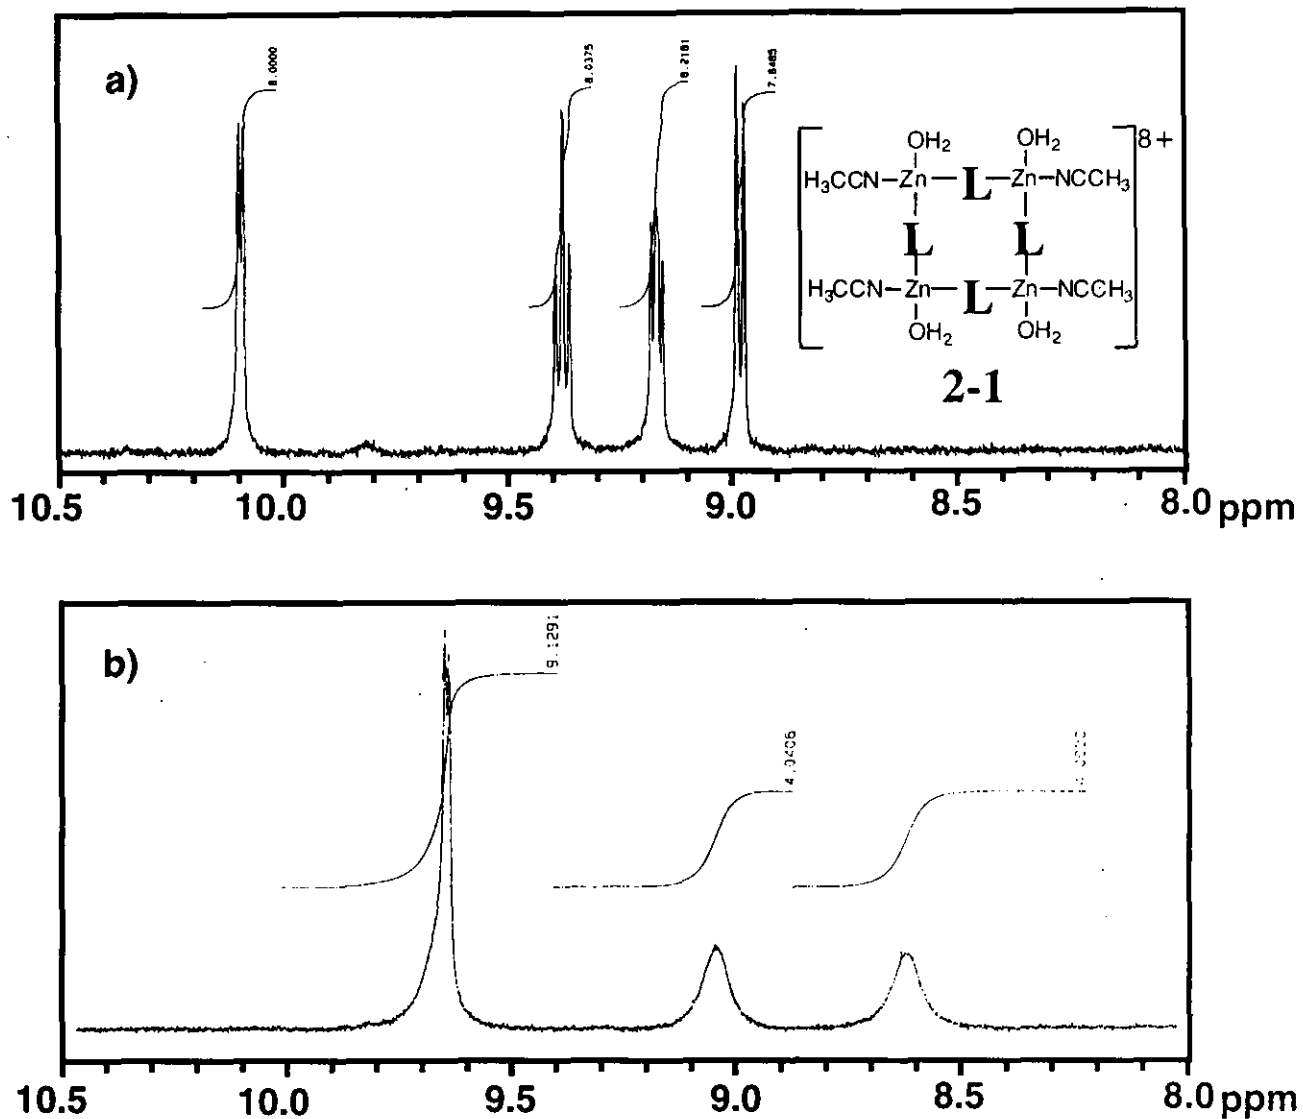 a)
8.0000
8.0375
8.2181
7.8485
OH2 OH2 8+
H3CCN–Zn–L–Zn–NCCH3
L L
H3CCN–Zn–L–Zn–NCCH3
OH2 OH2
2-1
10.5 10.0 9.5 9.0 8.5 8.0 ppm
b)
9.1291
4.0406
10.5 10.0 9.5 9.0 8.5 8.0 ppm